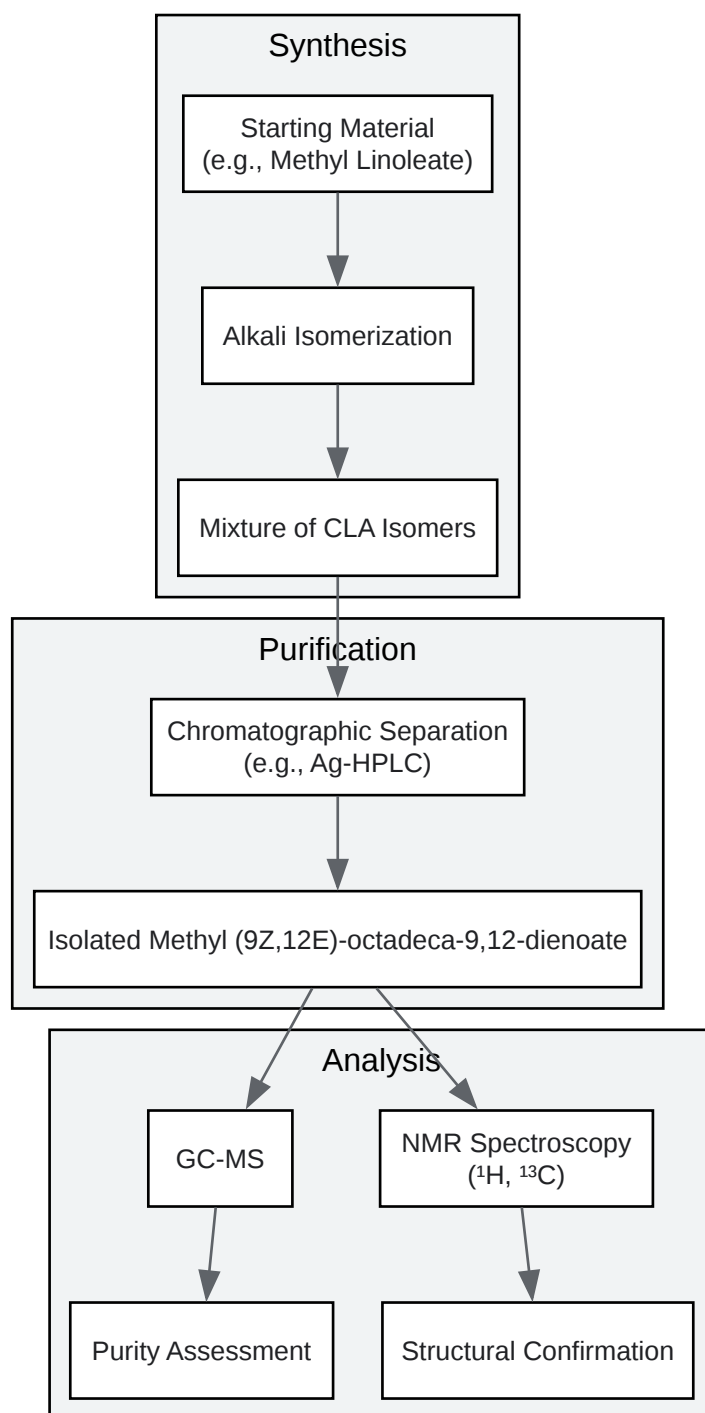 Synthesis
Starting Material
(e.g., Methyl Linoleate)
Alkali Isomerization
Mixture of CLA Isomers
Purification
Chromatographic Separation
(e.g., Ag-HPLC)
Isolated Methyl (9Z,12E)-octadeca-9,12-dienoate
Analysis
GC-MS
NMR Spectroscopy
(¹H, ¹³C)
Purity Assessment
Structural Confirmation